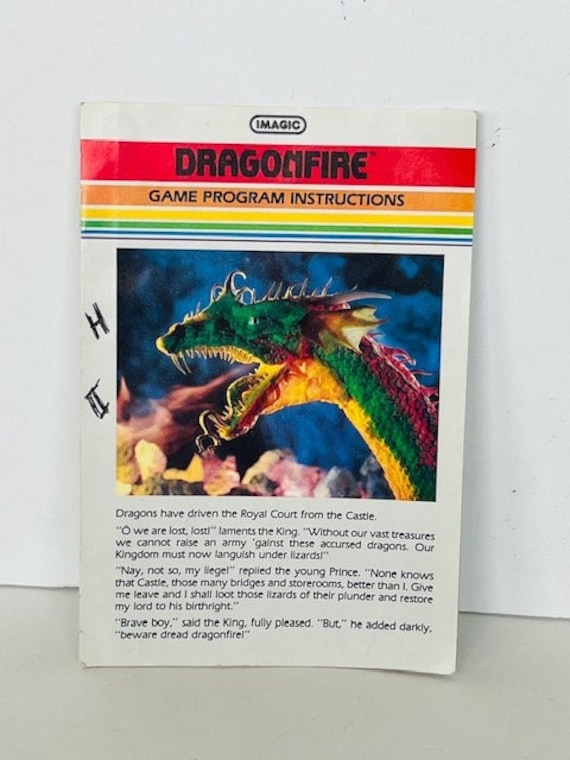 IMAGIC
DRAGONFIRE™
GAME PROGRAM INSTRUCTIONS
H
II
Dragons have driven the Royal Court from the Castle.
"O we are lost, lost!" laments the King. "Without our vast treasures
we cannot raise an army 'gainst these accursed dragons. Our
Kingdom must now languish under lizards!"
"Nay, not so, my liege!" replied the young Prince. "None knows
that Castle, those many bridges and storerooms, better than I. Give
me leave and I shall loot those lizards of their plunder and restore
my lord to his birthright."
"Brave boy," said the King, fully pleased. "But," he added darkly,
"beware dread dragonfire!"